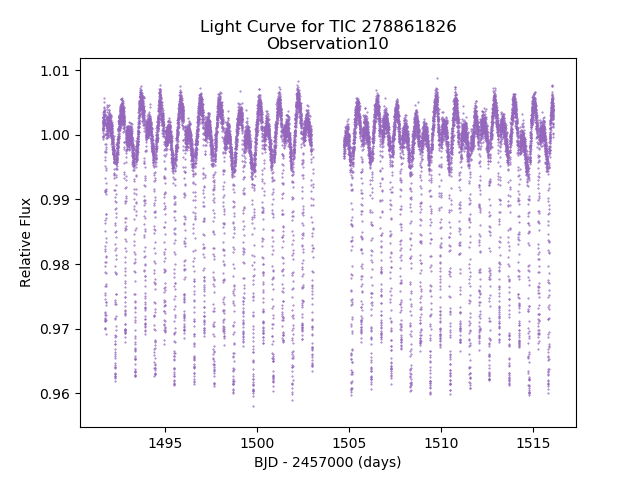 Light Curve for TIC 278861826
Observation10
1.01
1.00
0.99
0.98
0.97
0.96
Relative Flux
1495
1500
1505
1510
1515
BJD - 2457000 (days)